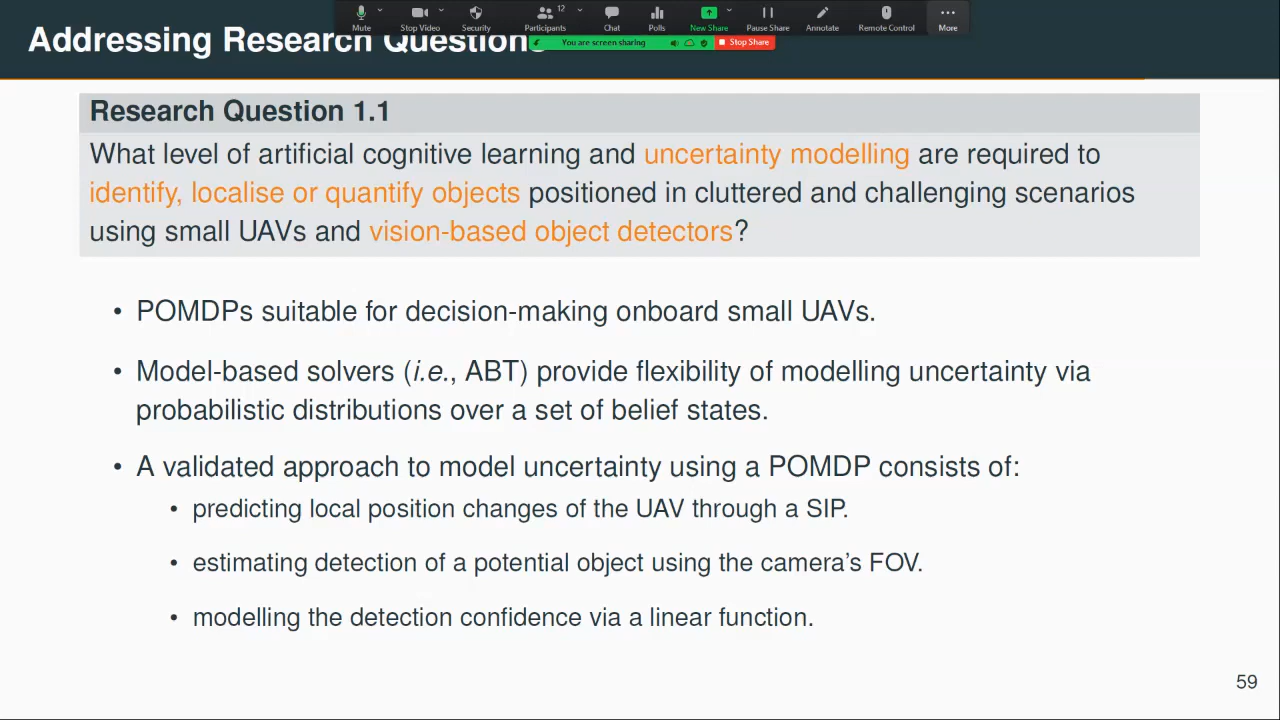 Mute
Stop Video
Security
Participants
12
Chat
Polls
New Share
Pause Share
Annotate
Remote Control
More
You are screen sharing
Stop Share
Addressing Research Questions
Research Question 1.1
What level of artificial cognitive learning and uncertainty modelling are required to
identify, localise or quantify objects positioned in cluttered and challenging scenarios
using small UAVs and vision-based object detectors?
• POMDPs suitable for decision-making onboard small UAVs.
• Model-based solvers (i.e., ABT) provide flexibility of modelling uncertainty via
probabilistic distributions over a set of belief states.
• A validated approach to model uncertainty using a POMDP consists of:
• predicting local position changes of the UAV through a SIP.
• estimating detection of a potential object using the camera's FOV.
• modelling the detection confidence via a linear function.
59